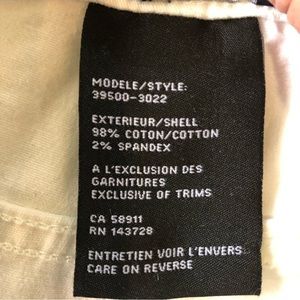 MODELE/STYLE:
39500-3022
EXTERIEUR/SHELL
98% COTON/COTTON
2% SPANDEX
A L'EXCLUSION DES
GARNITURES
EXCLUSIVE OF TRIMS
CA 58911
RN 143728
ENTRETIEN VOIR L'ENVERS
CARE ON REVERSE